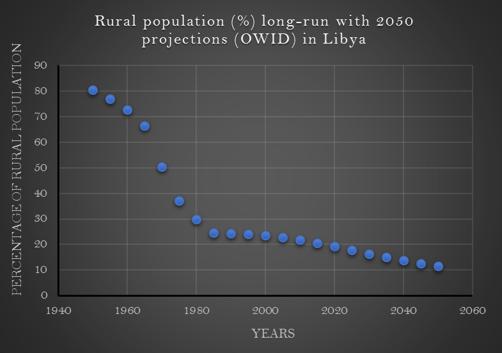 Rural population (%) long-run with 2050
projections (OWID) in Libya
PERCENTAGE OF RURAL POPULATION
90
80
70
60
50
40
30
20
10
0
1940 1960 1980 2000 2020 2040 2060
YEARS